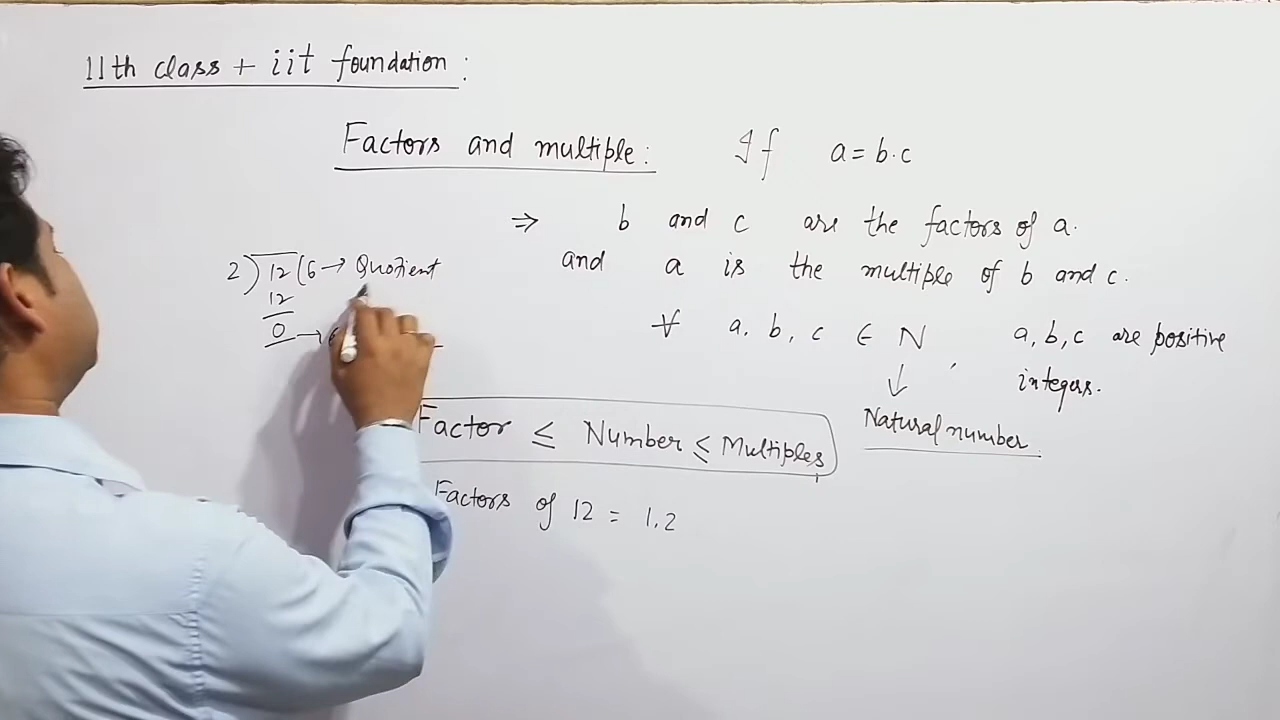 11th class + iit foundation:
Factors and multiple: If a = b.c
⇒ b and c are the factors of a.
and a is the multiple of b and c.
2) 12 (6 → Quotient
12
0 →
∀ a, b, c ∈ N, a, b, c are positive
integers.
↓
Natural number
Factor ≤ Number ≤ Multiples
Factors of 12 = 1, 2